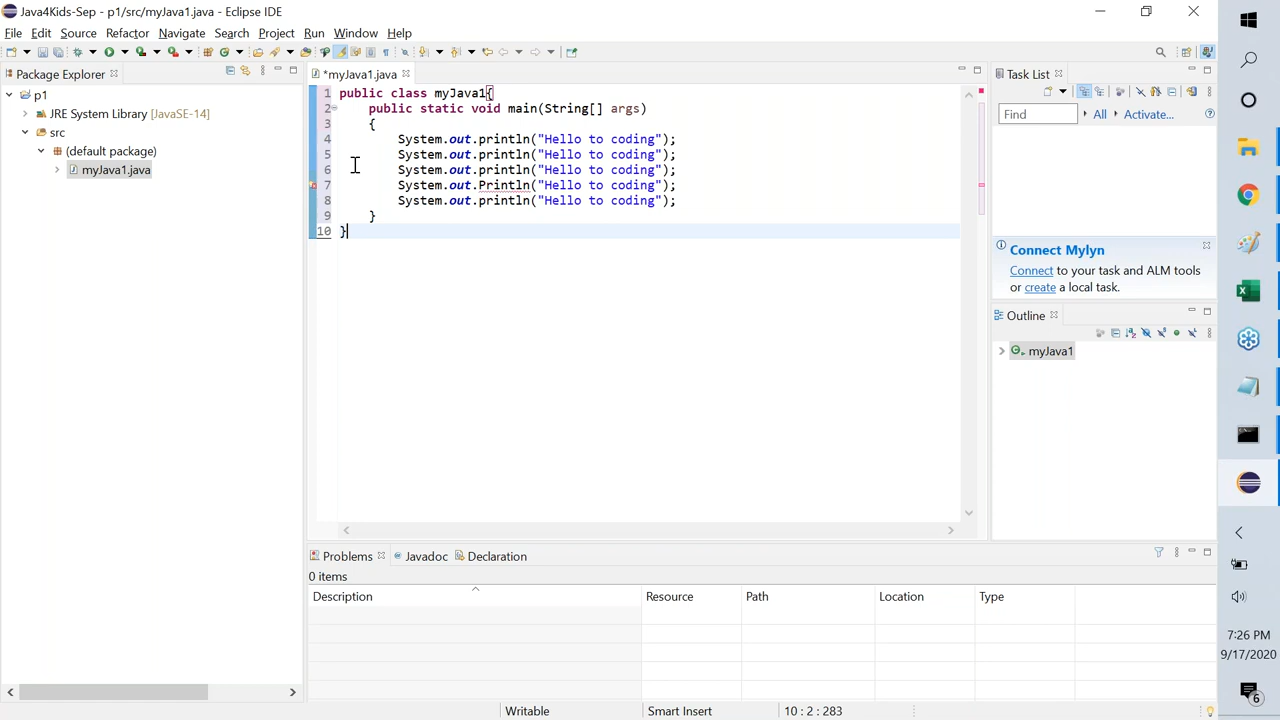 Java4Kids-Sep - p1/src/myJava1.java - Eclipse IDE
File Edit Source Refactor Navigate Search Project Run Window Help
Package Explorer
*myJava1.java
Task List
p1
JRE System Library [JavaSE-14]
src
(default package)
myJava1.java
1 public class myJava1{
2 public static void main(String[] args)
3 {
4 System.out.println("Hello to coding");
5 System.out.println("Hello to coding");
6 System.out.println("Hello to coding");
7 System.out.Println("Hello to coding");
8 System.out.println("Hello to coding");
9 }
10 }
Find
All
Activate...
Connect Mylyn
Connect to your task and ALM tools
or create a local task.
Outline
myJava1
Problems
Javadoc
Declaration
0 items
Description Resource Path Location Type
Writable
Smart Insert
10 : 2 : 283
7:26 PM
9/17/2020
6